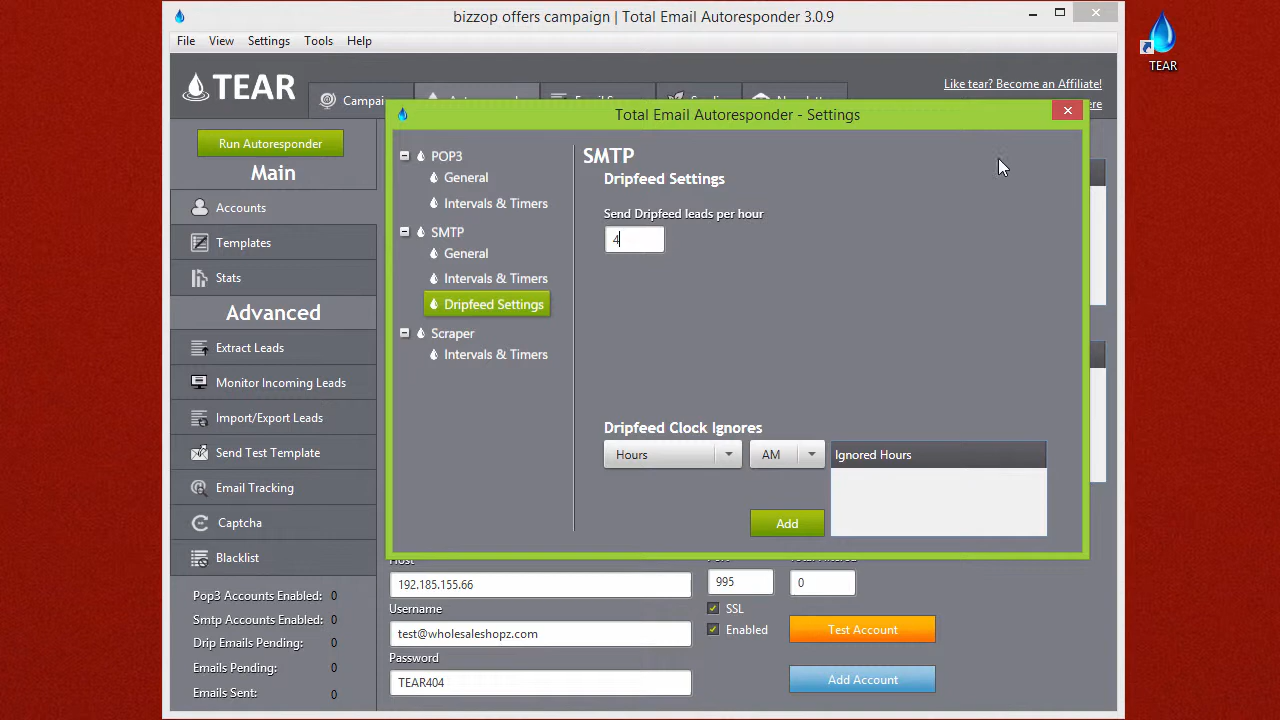 bizzop offers campaign | Total Email Autoresponder 3.0.9
File View Settings Tools Help
TEAR
TEAR
Like tear? Become an Affiliate!
Total Email Autoresponder - Settings
Run Autoresponder
Main
Accounts
Templates
Stats
Advanced
Extract Leads
Monitor Incoming Leads
Import/Export Leads
Send Test Template
Email Tracking
Captcha
Blacklist
Pop3 Accounts Enabled: 0
Smtp Accounts Enabled: 0
Drip Emails Pending: 0
Emails Pending: 0
Emails Sent: 0
POP3
General
Intervals & Timers
SMTP
General
Intervals & Timers
Dripfeed Settings
Scraper
Intervals & Timers
SMTP
Dripfeed Settings
Send Dripfeed leads per hour
4
Dripfeed Clock Ignores
Hours AM Ignored Hours
Add
Host
192.185.155.66 995 0
Username SSL
test@wholesaleshopz.com Enabled Test Account
Password
TEAR404 Add Account